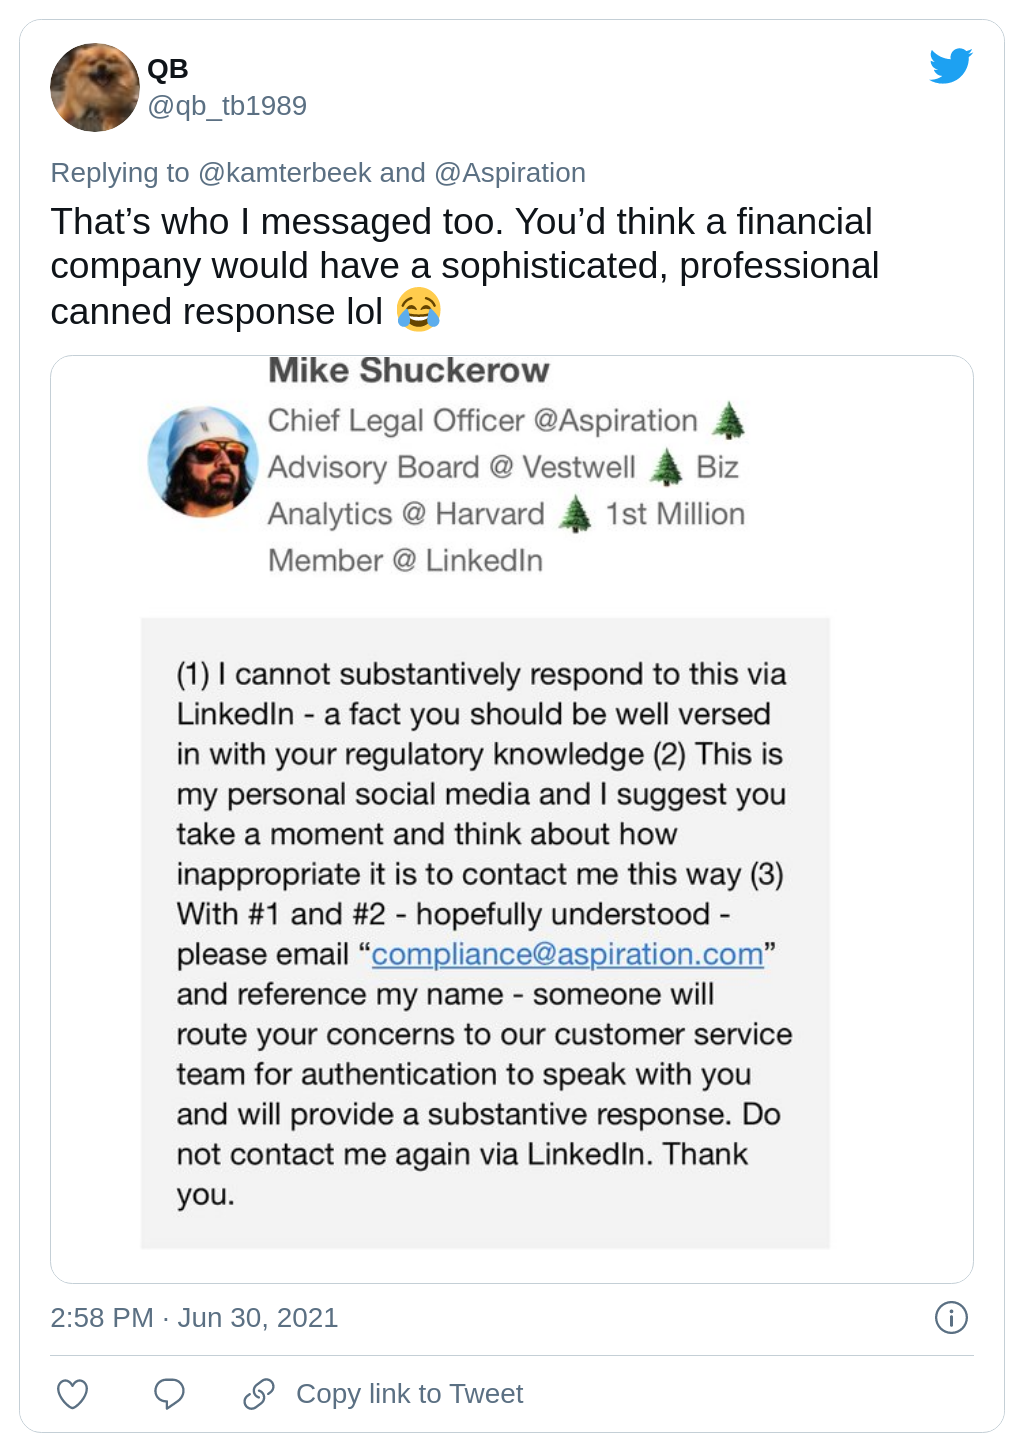 QB
@qb_tb1989
Replying to @kamterbeek and @Aspiration
That’s who I messaged too. You’d think a financial
company would have a sophisticated, professional
canned response lol 😂
Mike Shuckerow
Chief Legal Officer @Aspiration 🌲
Advisory Board @ Vestwell 🌲 Biz
Analytics @ Harvard 🌲 1st Million
Member @ LinkedIn
(1) I cannot substantively respond to this via
LinkedIn - a fact you should be well versed
in with your regulatory knowledge (2) This is
my personal social media and I suggest you
take a moment and think about how
inappropriate it is to contact me this way (3)
With #1 and #2 - hopefully understood -
please email “compliance@aspiration.com”
and reference my name - someone will
route your concerns to our customer service
team for authentication to speak with you
and will provide a substantive response. Do
not contact me again via LinkedIn. Thank
you.
2:58 PM · Jun 30, 2021
Copy link to Tweet